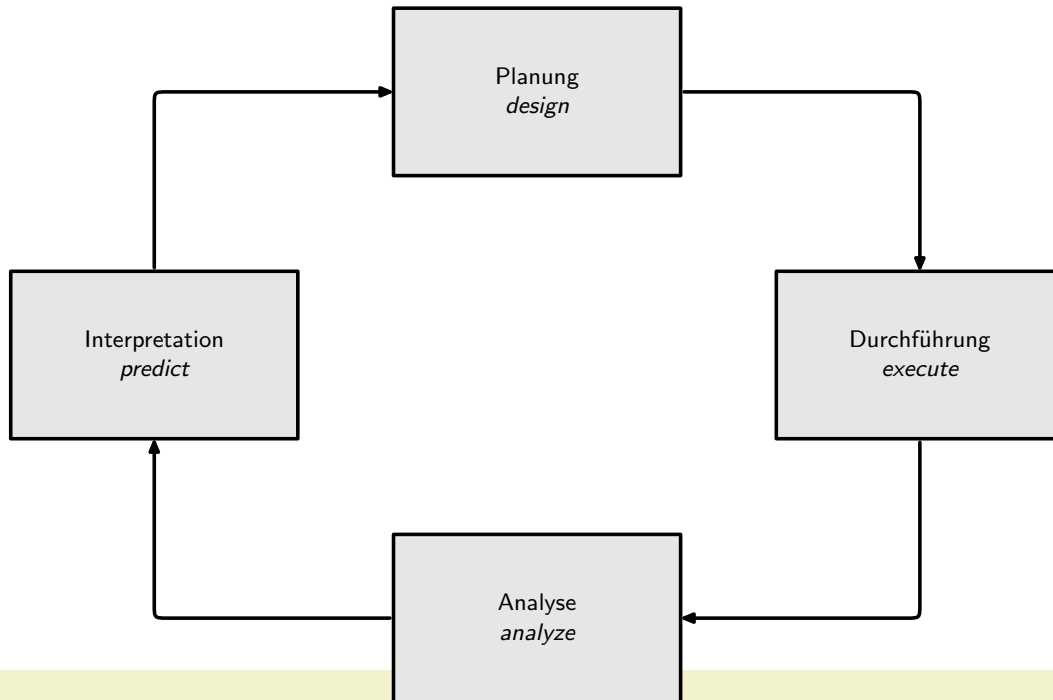 Planung
design
Interpretation
predict
Durchführung
execute
Analyse
analyze